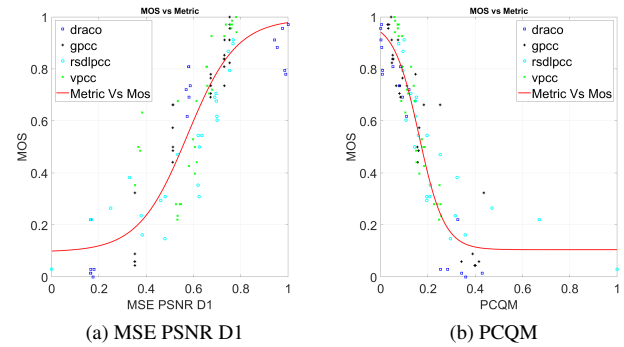 MOS vs Metric
draco
gpcc
rsdlpcc
vpcc
Metric Vs Mos
MOS
1
0.8
0.6
0.4
0.2
0
0
0.2
0.4
0.6
0.8
1
MSE PSNR D1
(a) MSE PSNR D1
MOS vs Metric
draco
gpcc
rsdlpcc
vpcc
Metric Vs Mos
MOS
1
0.8
0.6
0.4
0.2
0
0
0.2
0.4
0.6
0.8
1
PCQM
(b) PCQM